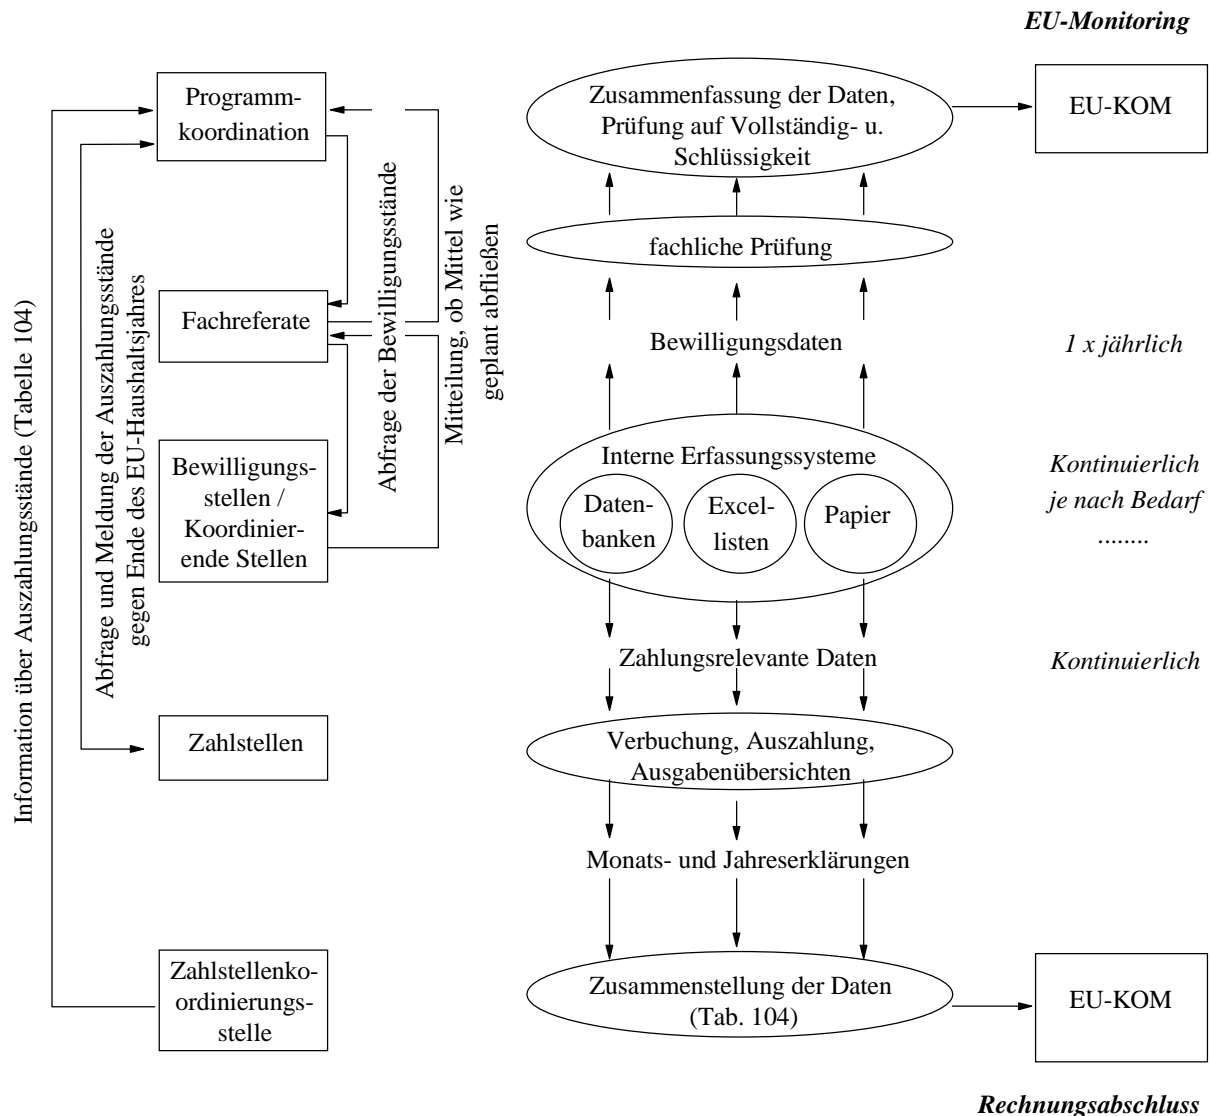 EU-Monitoring
Programm-
koordination
Zusammenfassung der Daten,
Prüfung auf Vollständig- u.
Schlüssigkeit
EU-KOM
fachliche Prüfung
Fachreferate
Bewilligungsdaten
1 x jährlich
Bewilligungs-
stellen /
Koordinier-
ende Stellen
Interne Erfassungssysteme
Daten-
banken
Excel-
listen
Papier
Kontinuierlich
je nach Bedarf
........
Zahlungsrelevante Daten
Kontinuierlich
Zahlstellen
Verbuchung, Auszahlung,
Ausgabenübersichten
Monats- und Jahreserklärungen
Zahlstellenko-
ordinierungs-
stelle
Zusammenstellung der Daten
(Tab. 104)
EU-KOM
Rechnungsabschluss
Information über Auszahlungsstände (Tabelle 104)
Abfrage und Meldung der Auszahlungsstände
gegen Ende des EU-Haushaltsjahres
Abfrage der Bewilligungsstände
Mitteilung, ob Mittel wie
geplant abfließen